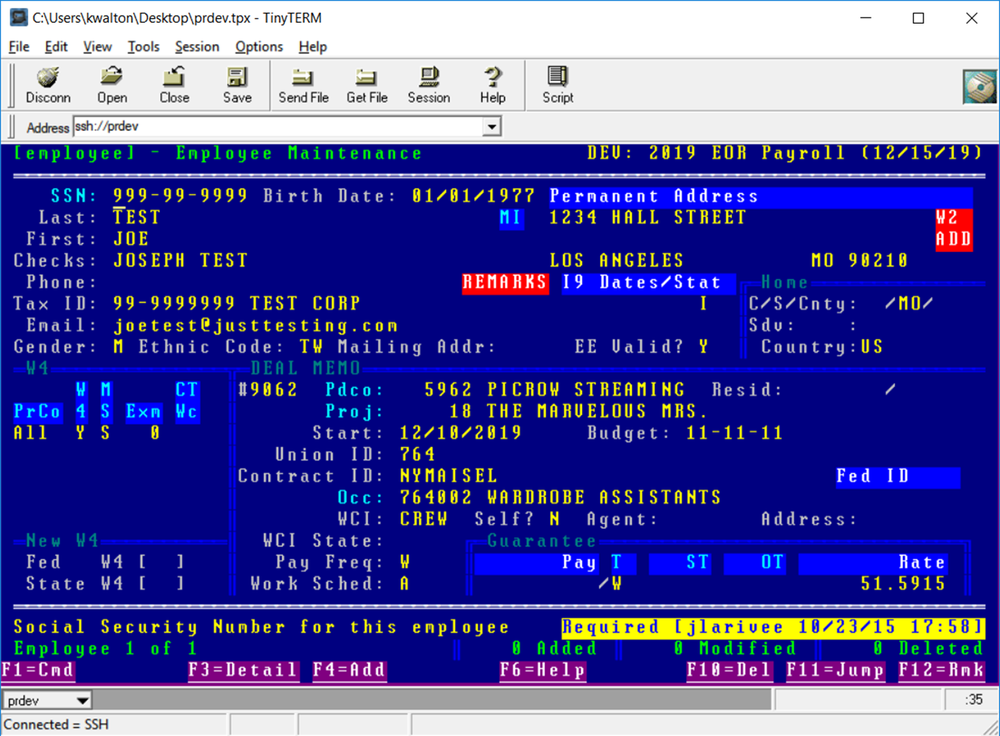 C:\Users\kwalton\Desktop\prdev.tpx - TinyTERM
File Edit View Tools Session Options Help
Disconn Open Close Save Send File Get File Session Help Script
Address ssh://prdev
[employee] - Employee Maintenance DEV: 2019 EOR Payroll (12/15/19)
SSN: 999-99-9999 Birth Date: 01/01/1977 Permanent Address
Last: TEST MI 1234 HALL STREET W2
First: JOE ADD
Checks: JOSEPH TEST LOS ANGELES MO 90210
Phone: REMARKS I9 Dates/Stat Home
Tax ID: 99-9999999 TEST CORP I C/S/Cnty: /MO/
Email: joetest@justtesting.com Sdv: :
Gender: M Ethnic Code: TW Mailing Addr: EE Valid? Y Country:US
W4 DEAL MEMO
W M CT #9062 Pdco: 5962 PICROW STREAMING Resid: /
PrCo 4 S Exm Wc Proj: 18 THE MARVELOUS MRS.
All Y S 0 Start: 12/10/2019 Budget: 11-11-11
Union ID: 764
Contract ID: NYMAISEL Fed ID
Occ: 764002 WARDROBE ASSISTANTS
WCI: CREW Self? N Agent: Address:
New W4 WCI State: Guarantee
Fed W4 [ ] Pay Freq: W Pay T ST OT Rate
State W4 [ ] Work Sched: A /W 51.5915
Social Security Number for this employee Required [jlarivee 10/23/15 17:58]
Employee 1 of 1 0 Added 0 Modified 0 Deleted
F1=Cmd F3=Detail F4=Add F6=Help F10=Del F11=Jump F12=Rmk
prdev :35
Connected = SSH